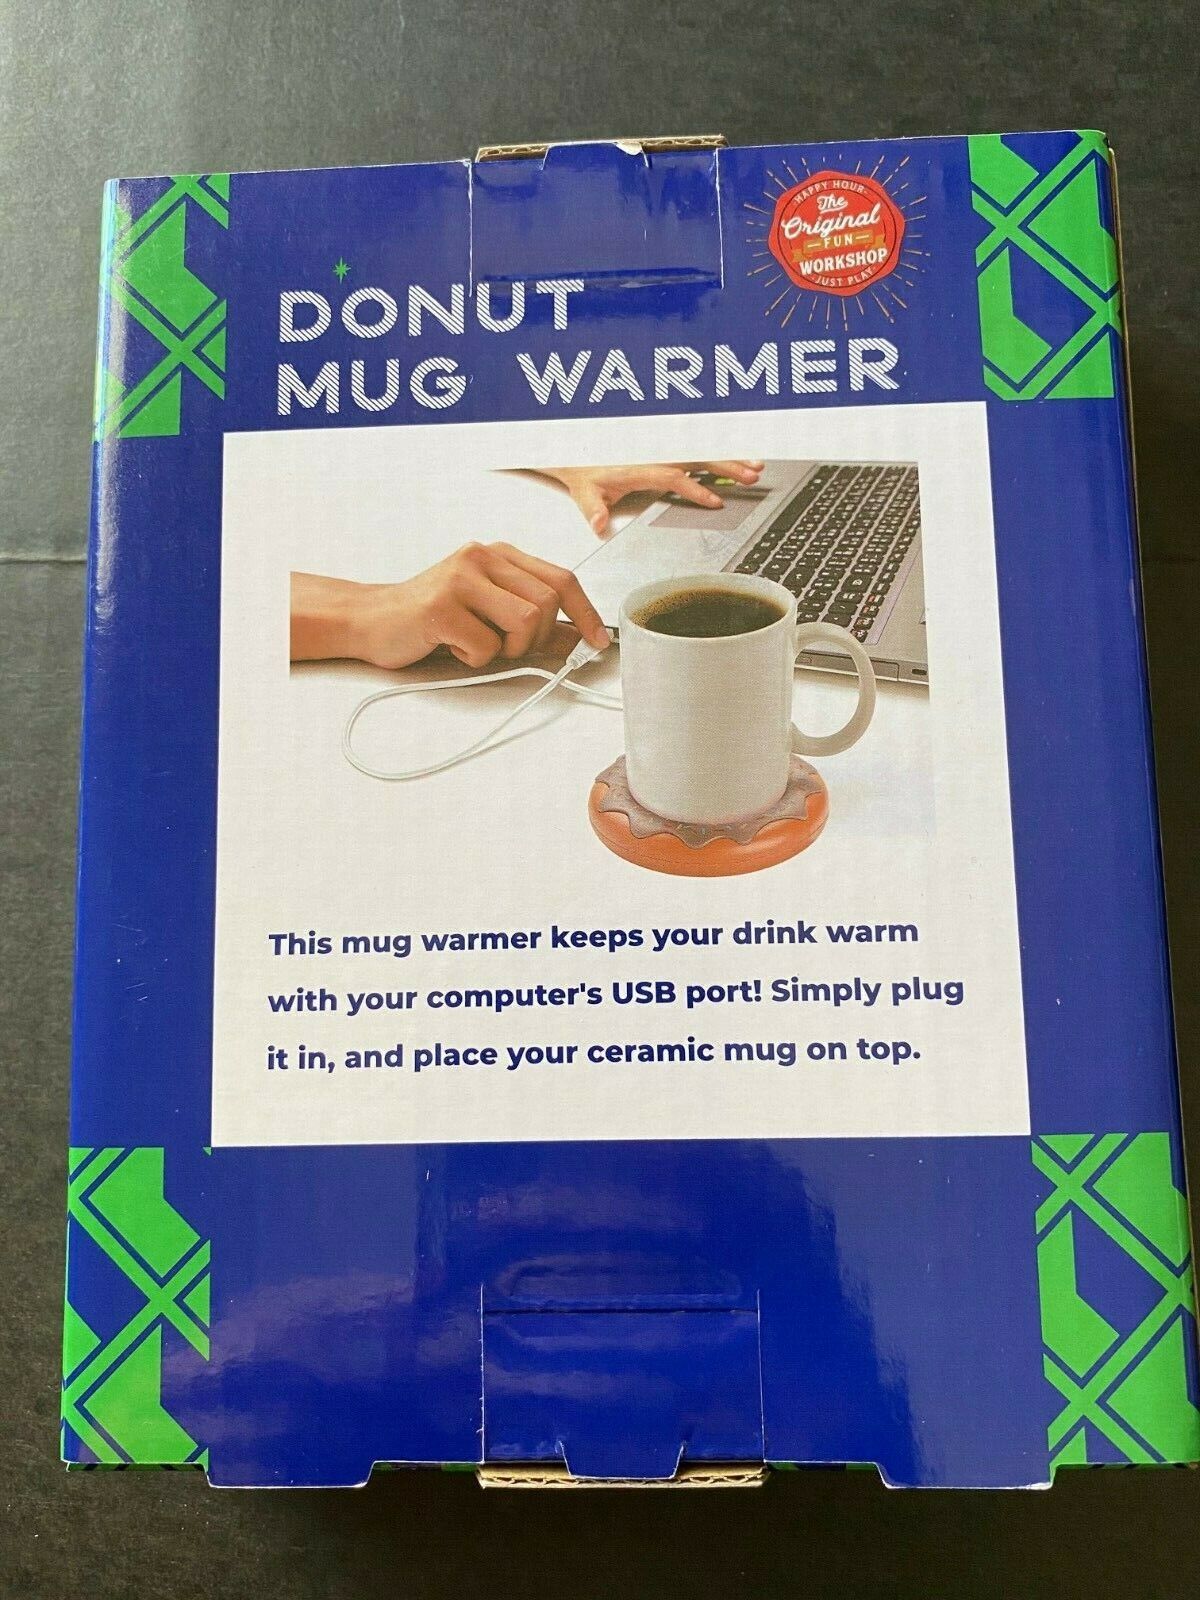 HAPPY HOUR
The
Original
FUN
WORKSHOP
JUST PLAY
DONUT
MUG WARMER
This mug warmer keeps your drink warm
with your computer's USB port! Simply plug
it in, and place your ceramic mug on top.